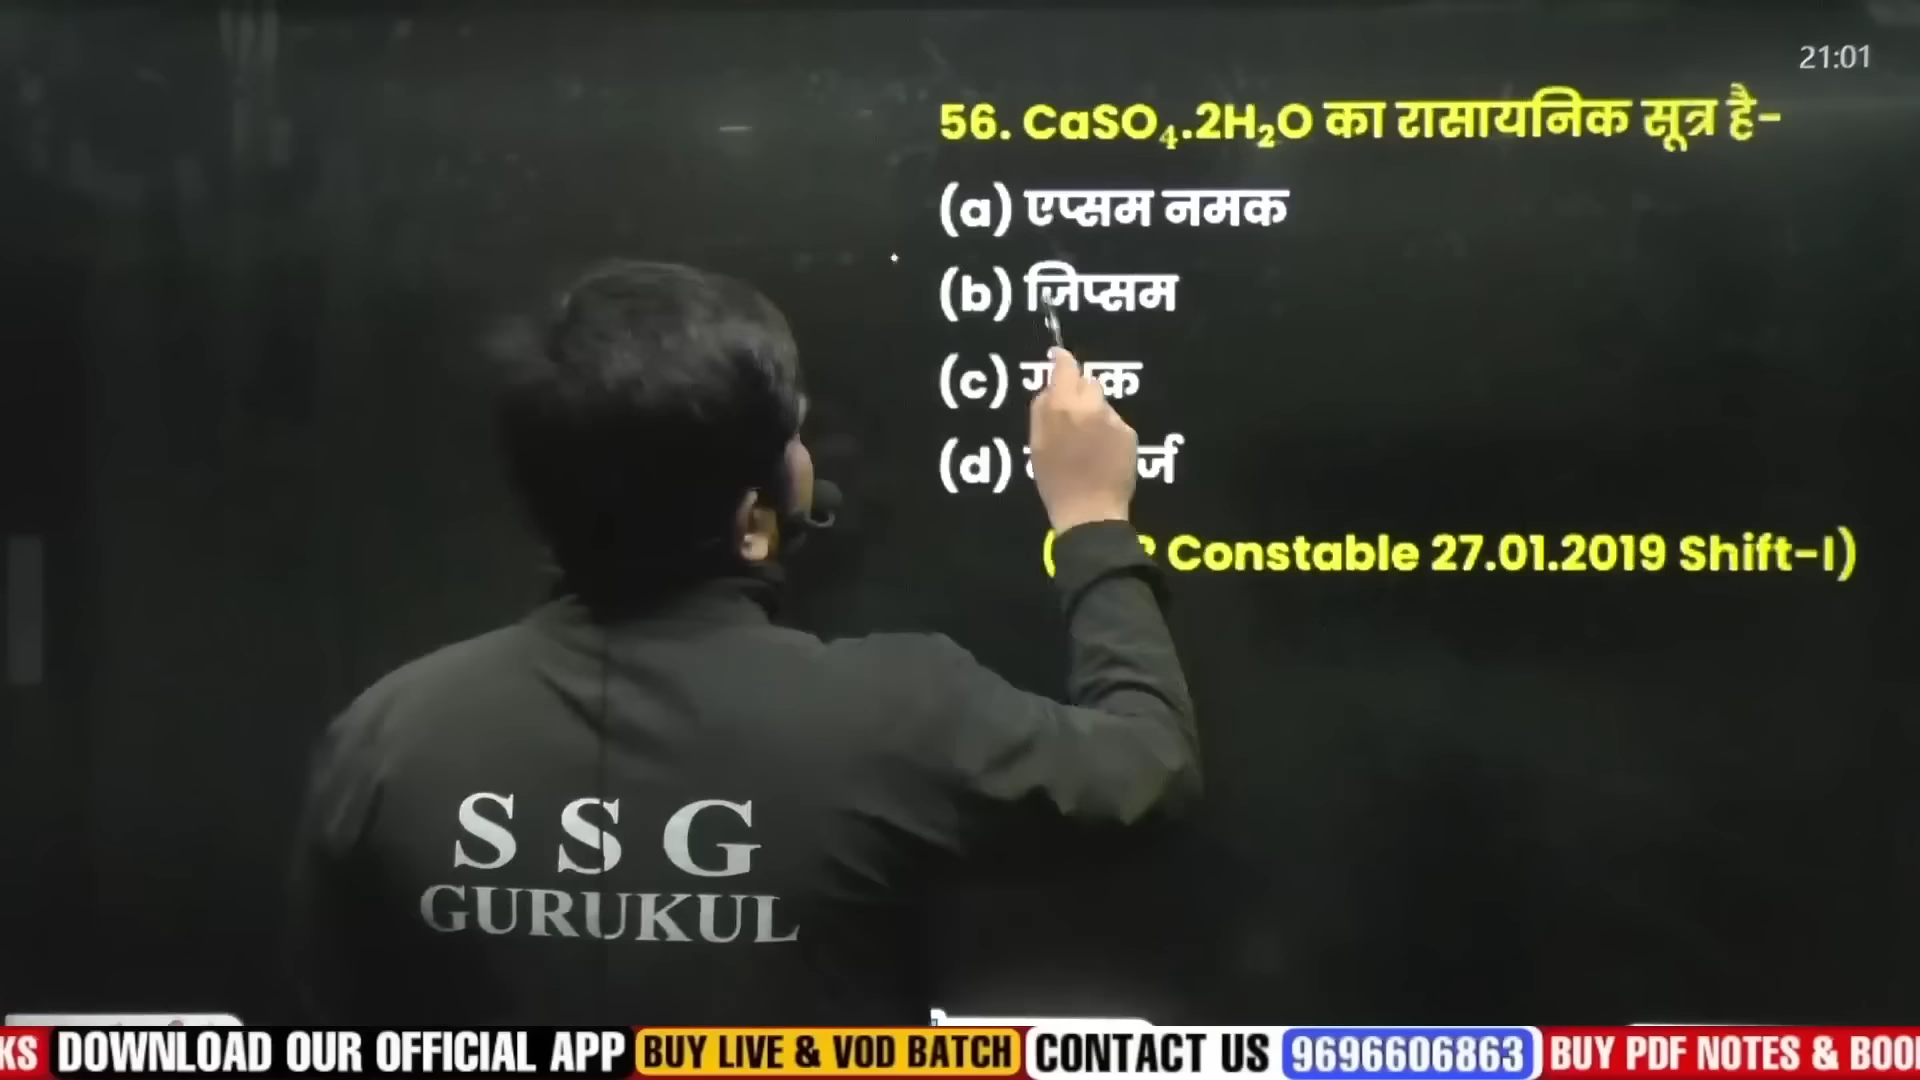 21:01
56. CaSO₄.2H₂O का रासायनिक सूत्र है-
(a) एप्सम नमक
(b) जिप्सम
(c)
(d)
Constable 27.01.2019 Shift-I)
S S G
GURUKUL
DOWNLOAD OUR OFFICIAL APP BUY LIVE & VOD BATCH CONTACT US 9696606863 BUY PDF NOTES &